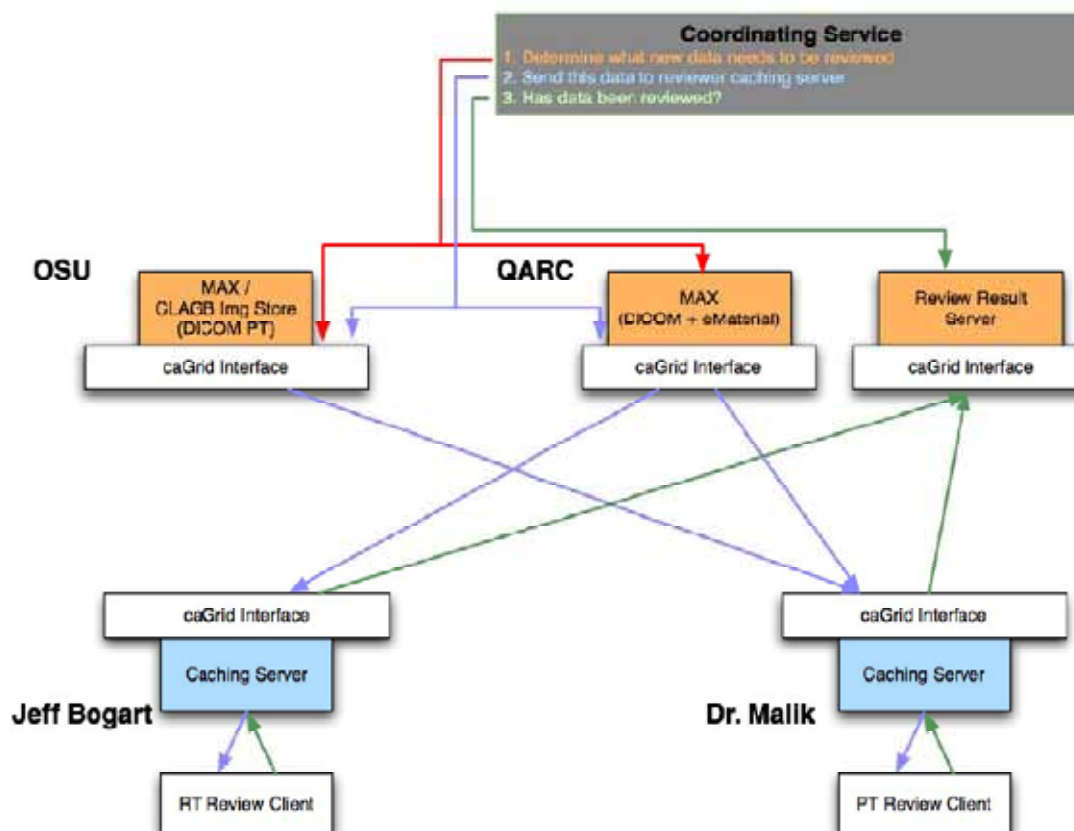 Coordinating Service
1. Determine what new data needs to be reviewed
2. Send this data to reviewer caching server
3. Has data been reviewed?
OSU
QARC
MAX /
CLAGB Img Store
(DICOM PT)
MAX
(DICOM + eMaterial)
Review Result
Server
caGrid Interface
caGrid Interface
caGrid Interface
caGrid Interface
caGrid Interface
Caching Server
Caching Server
Jeff Bogart
Dr. Malik
RT Review Client
PT Review Client